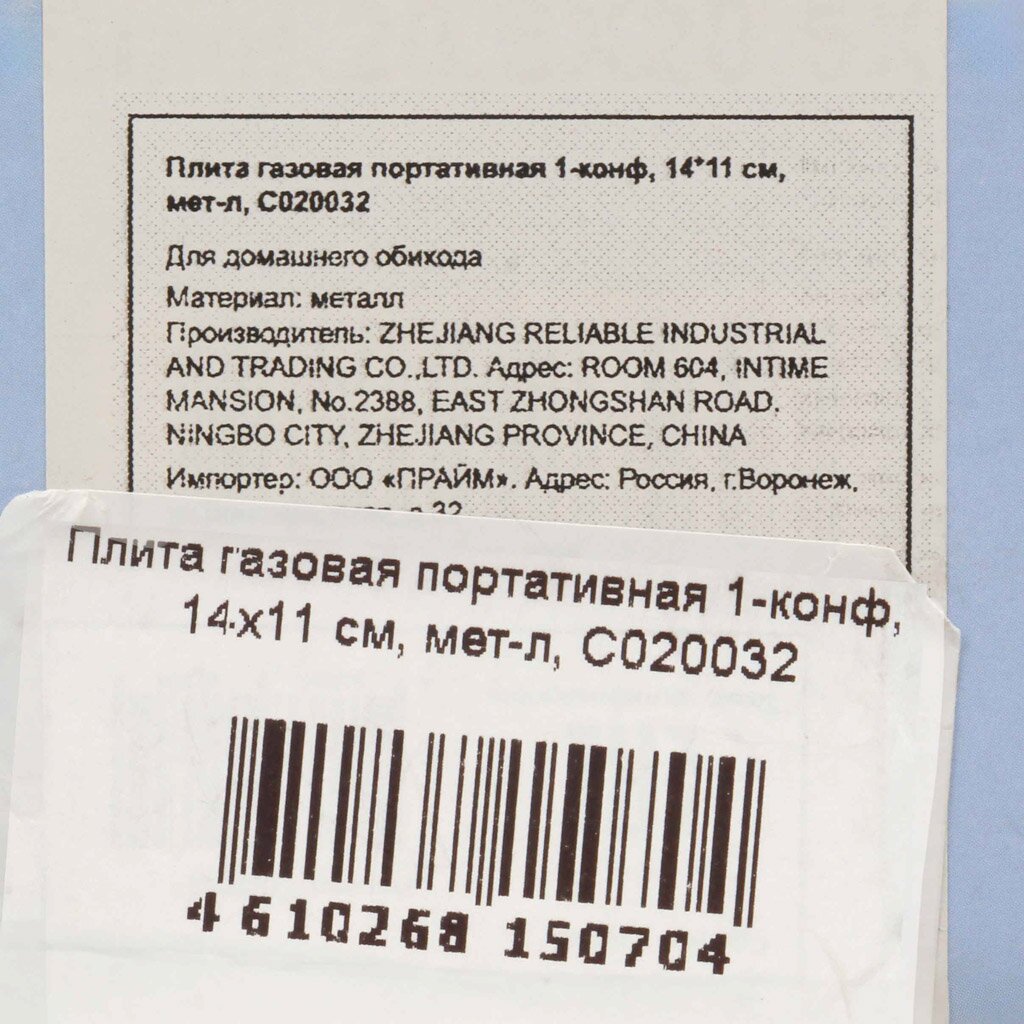 Плита газовая портативная 1-конф, 14*11 см,
мет-л, C020032
Для домашнего обихода
Материал: металл
Производитель: ZHEJIANG RELIABLE INDUSTRIAL
AND TRADING CO.,LTD. Адрес: ROOM 604, INTIME
MANSION, No.2388, EAST ZHONGSHAN ROAD.
NINGBO CITY, ZHEJIANG PROVINCE, CHINA
Импортер: ООО «ПРАЙМ». Адрес: Россия, г.Воронеж,
32
Плита газовая портативная 1-конф,
14x11 см, мет-л, C020032
4 610268 150704